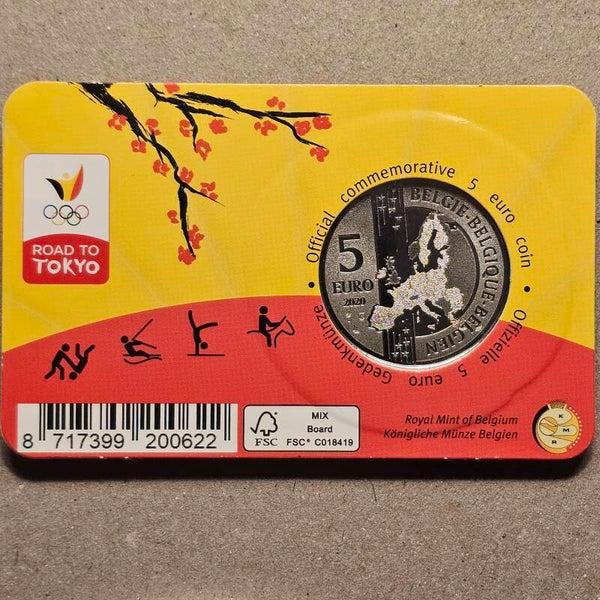 ROAD TO
TOKYO
Official commemorative 5 euro coin • Offizielle 5 euro Gedenkmünze •
BELGIE-BELGIQUE-BELGIEN
5
EURO
2020
8 717399 200622
FSC
MIX
Board
FSC® C018419
Royal Mint of Belgium
Königliche Münze Belgien
K M R